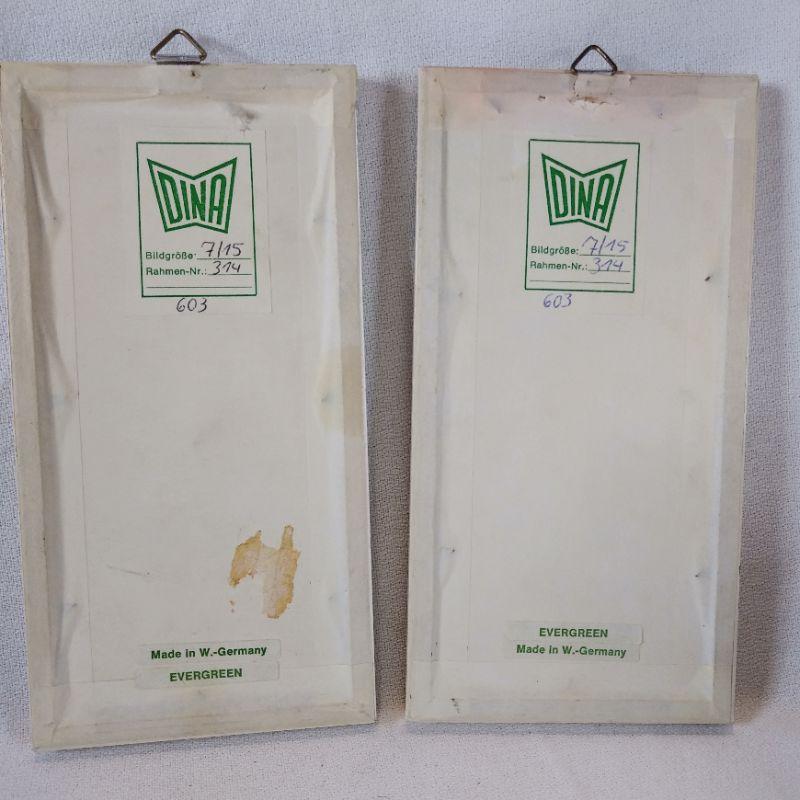 DINA
Bildgröße: 7/15
Rahmen-Nr.: 314
603
Made in W.-Germany
EVERGREEN
DINA
Bildgröße: 7/15
Rahmen-Nr.: 314
603
EVERGREEN
Made in W.-Germany